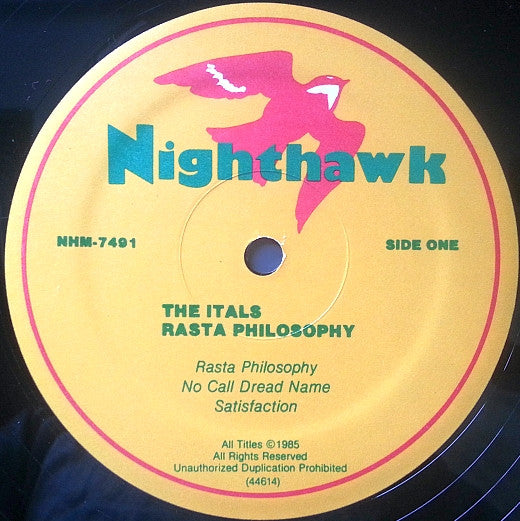 Nighthawk
NHM-7491
SIDE ONE
THE ITALS
RASTA PHILOSOPHY
Rasta Philosophy
No Call Dread Name
Satisfaction
All Titles ©1985
All Rights Reserved
Unauthorized Duplication Prohibited
(44614)